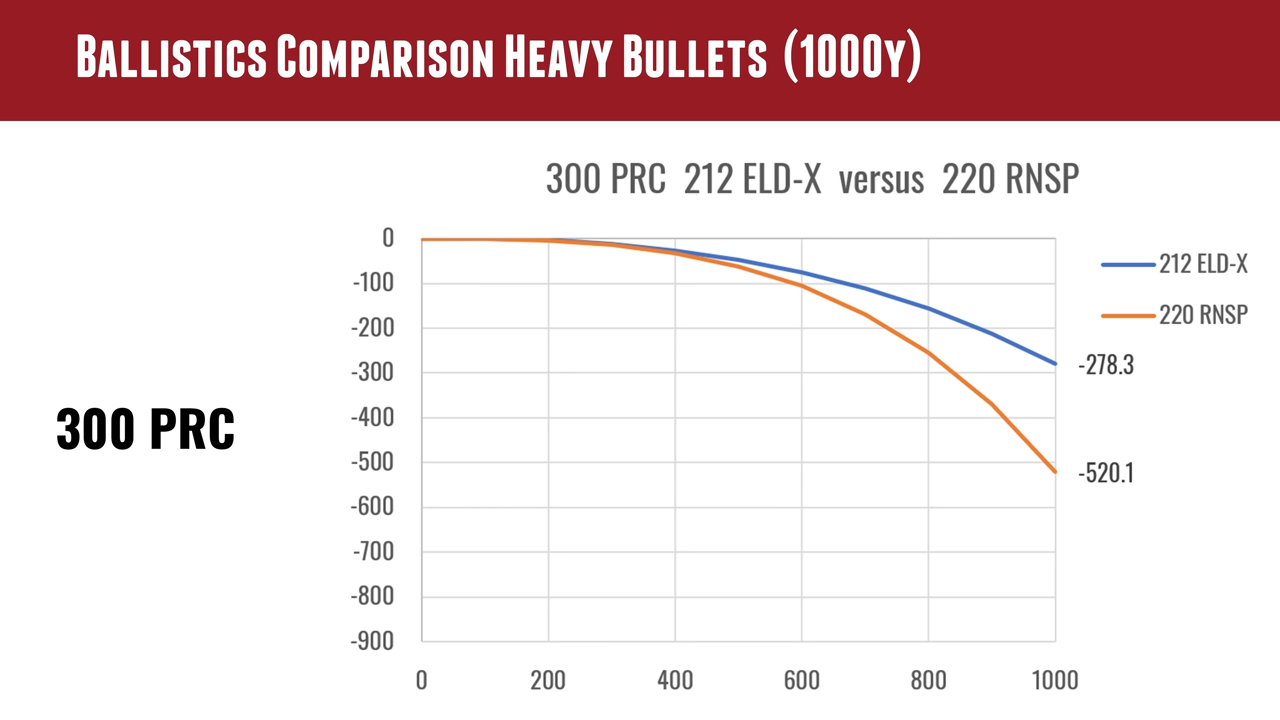 BALLISTICS COMPARISON HEAVY BULLETS (1000Y)
300 PRC 212 ELD-X versus 220 RNSP
0
-100
-200
-300
-400
-500
-600
-700
-800
-900
0 200 400 600 800 1000
212 ELD-X
220 RNSP
-278.3
-520.1
300 PRC